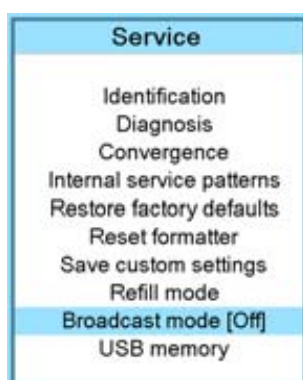 Service
Identification
Diagnosis
Convergence
Internal service patterns
Restore factory defaults
Reset formatter
Save custom settings
Refill mode
Broadcast mode [Off]
USB memory